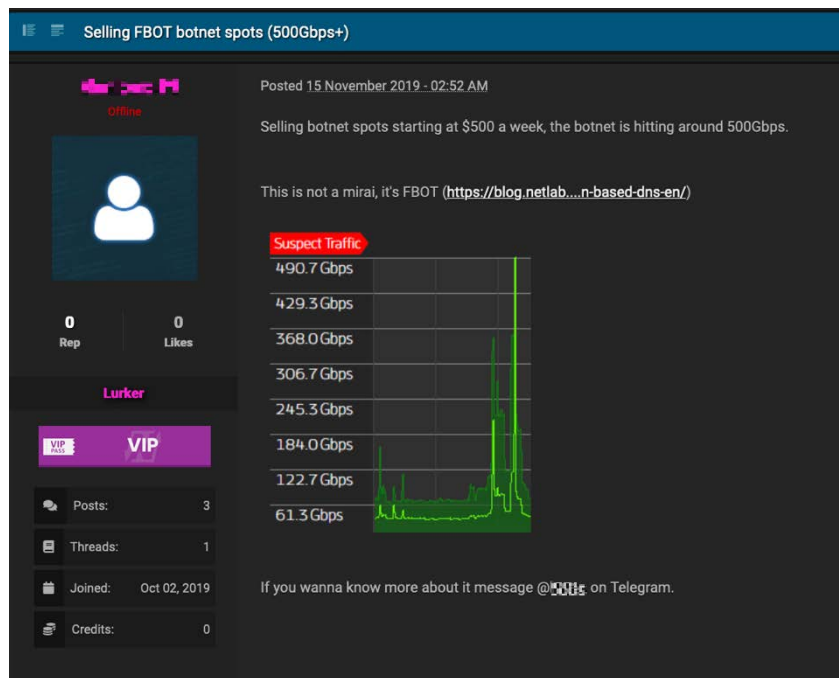 Selling FBOT botnet spots (500Gbps+)
Offline
0
0
Rep
Likes
Lurker
VIP PASS
VIP
Posts: 3
Threads: 1
Joined: Oct 02, 2019
Credits: 0
Posted 15 November 2019 - 02:52 AM
Selling botnet spots starting at $500 a week, the botnet is hitting around 500Gbps.
This is not a mirai, it's FBOT (https://blog.netlab....n-based-dns-en/)
Suspect Traffic
490.7 Gbps
429.3 Gbps
368.0 Gbps
306.7 Gbps
245.3 Gbps
184.0 Gbps
122.7 Gbps
61.3 Gbps
If you wanna know more about it message @ on Telegram.